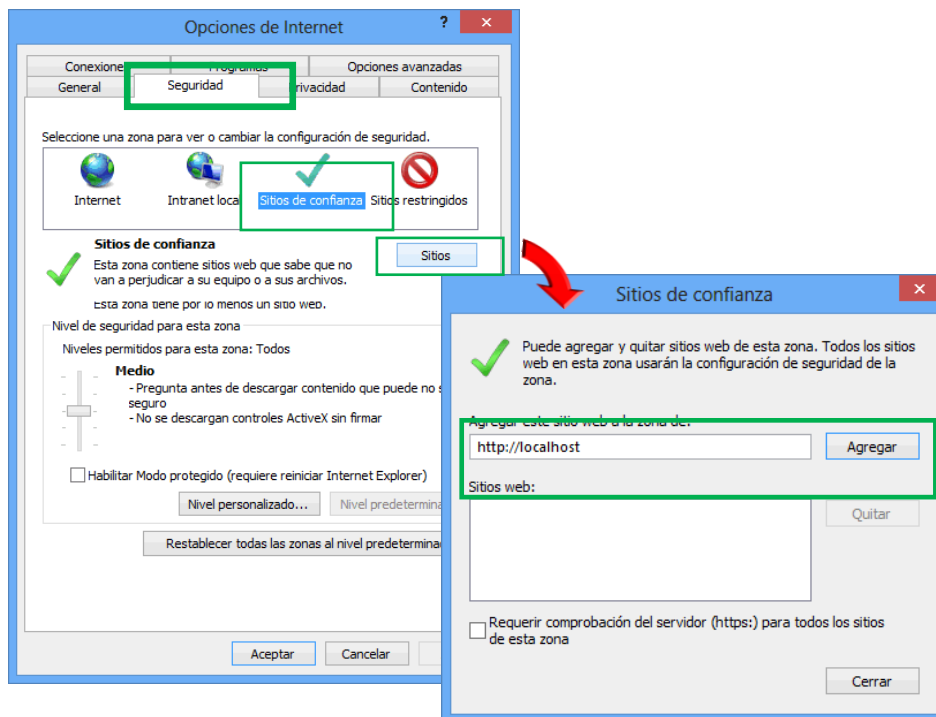 Opciones de Internet
?
Conexione
Programas
Opciones avanzadas
General
Seguridad
rivacidad
Contenido
Seleccione una zona para ver o cambiar la configuración de seguridad.
Internet
Intranet local
Sitios de confianza
Sitios restringidos
Sitios de confianza
Esta zona contiene sitios web que sabe que no
van a perjudicar a su equipo o a sus archivos.
Esta zona tiene por lo menos un sitio web.
Sitios
Nivel de seguridad para esta zona
Niveles permitidos para esta zona: Todos
Medio
- Pregunta antes de descargar contenido que puede no s
seguro
- No se descargan controles ActiveX sin firmar
Habilitar Modo protegido (requiere reiniciar Internet Explorer)
Nivel personalizado...
Nivel predetermina
Restablecer todas las zonas al nivel predetermina
Aceptar
Cancelar
Sitios de confianza
Puede agregar y quitar sitios web de esta zona. Todos los sitios
web en esta zona usarán la configuración de seguridad de la
zona.
Agregar este sitio web a la zona de:
http://localhost
Agregar
Sitios web:
Quitar
Requerir comprobación del servidor (https:) para todos los sitios
de esta zona
Cerrar